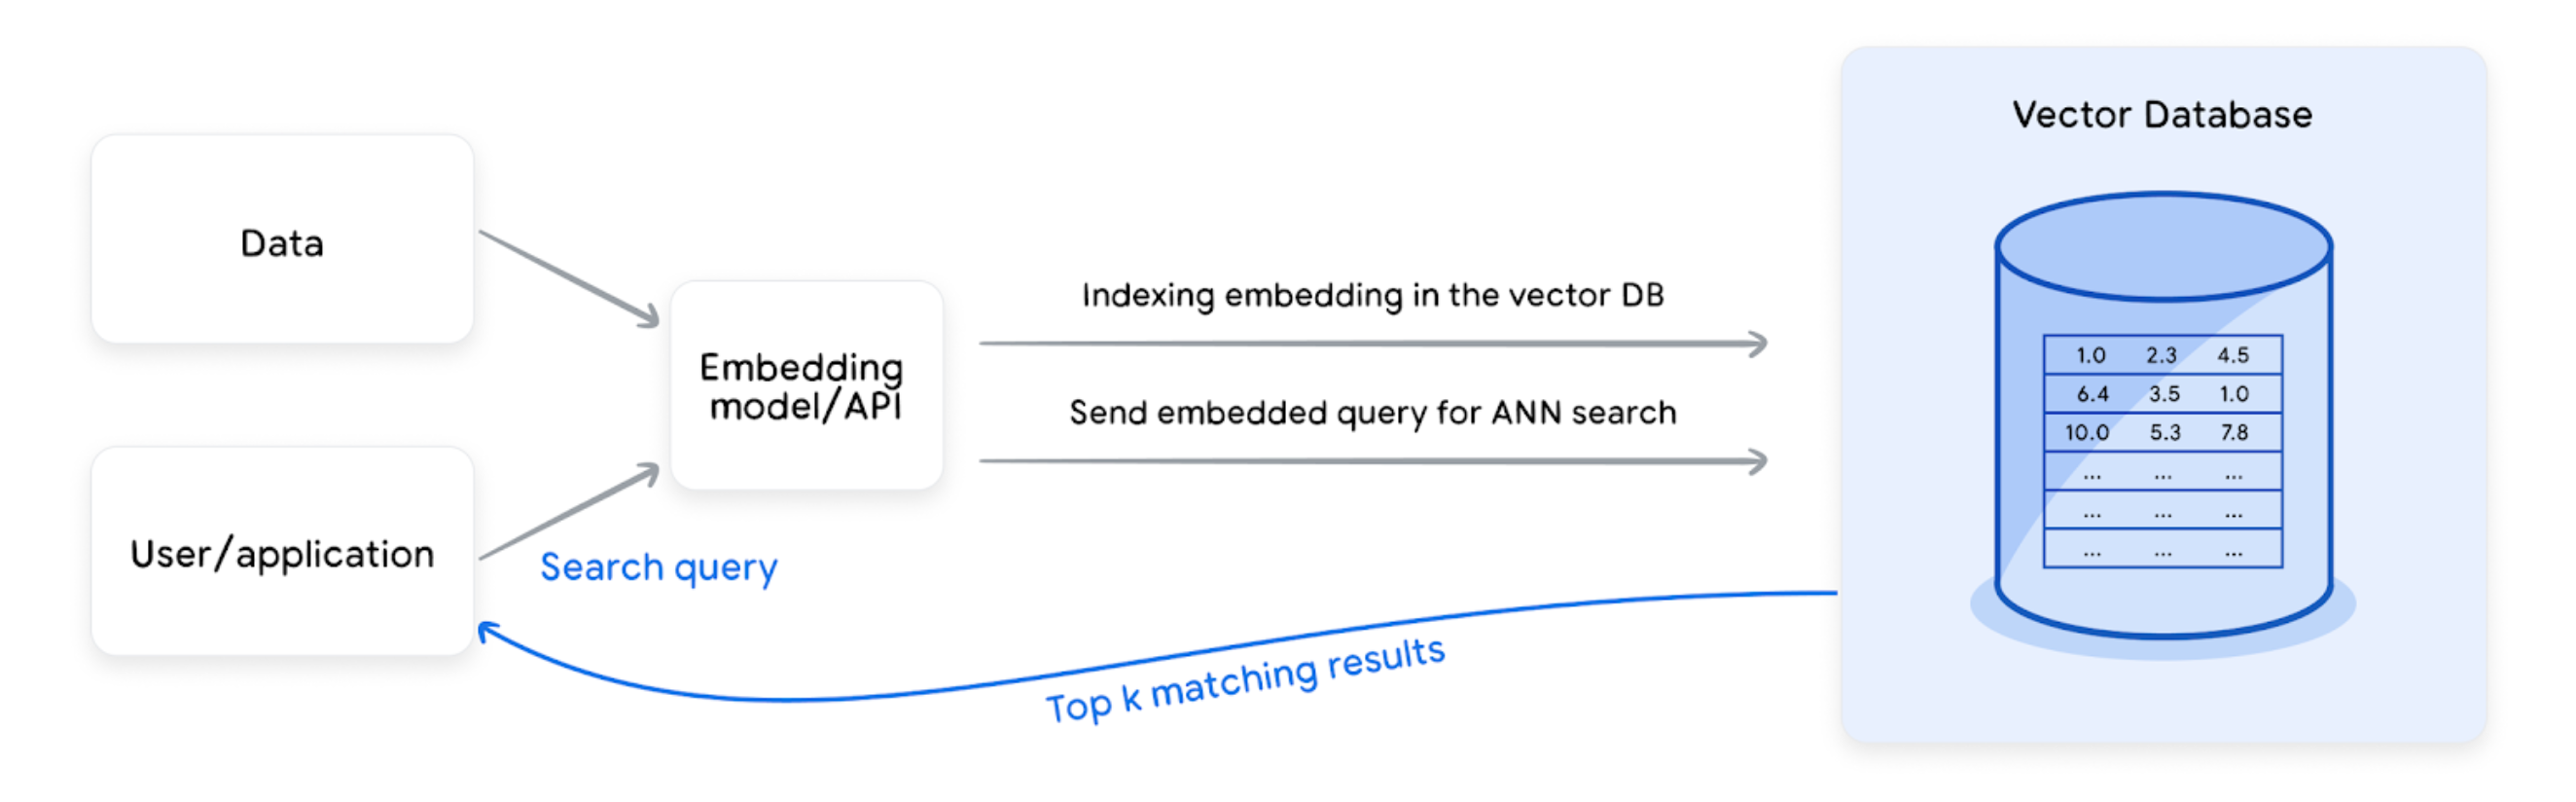 Vector Database
Data
Indexing embedding in the vector DB
Embedding
model/API
Send embedded query for ANN search
User/application
Search query
Top k matching results
1.0 2.3 4.5
6.4 3.5 1.0
10.0 5.3 7.8
... ... ...
... ... ...
... ... ...